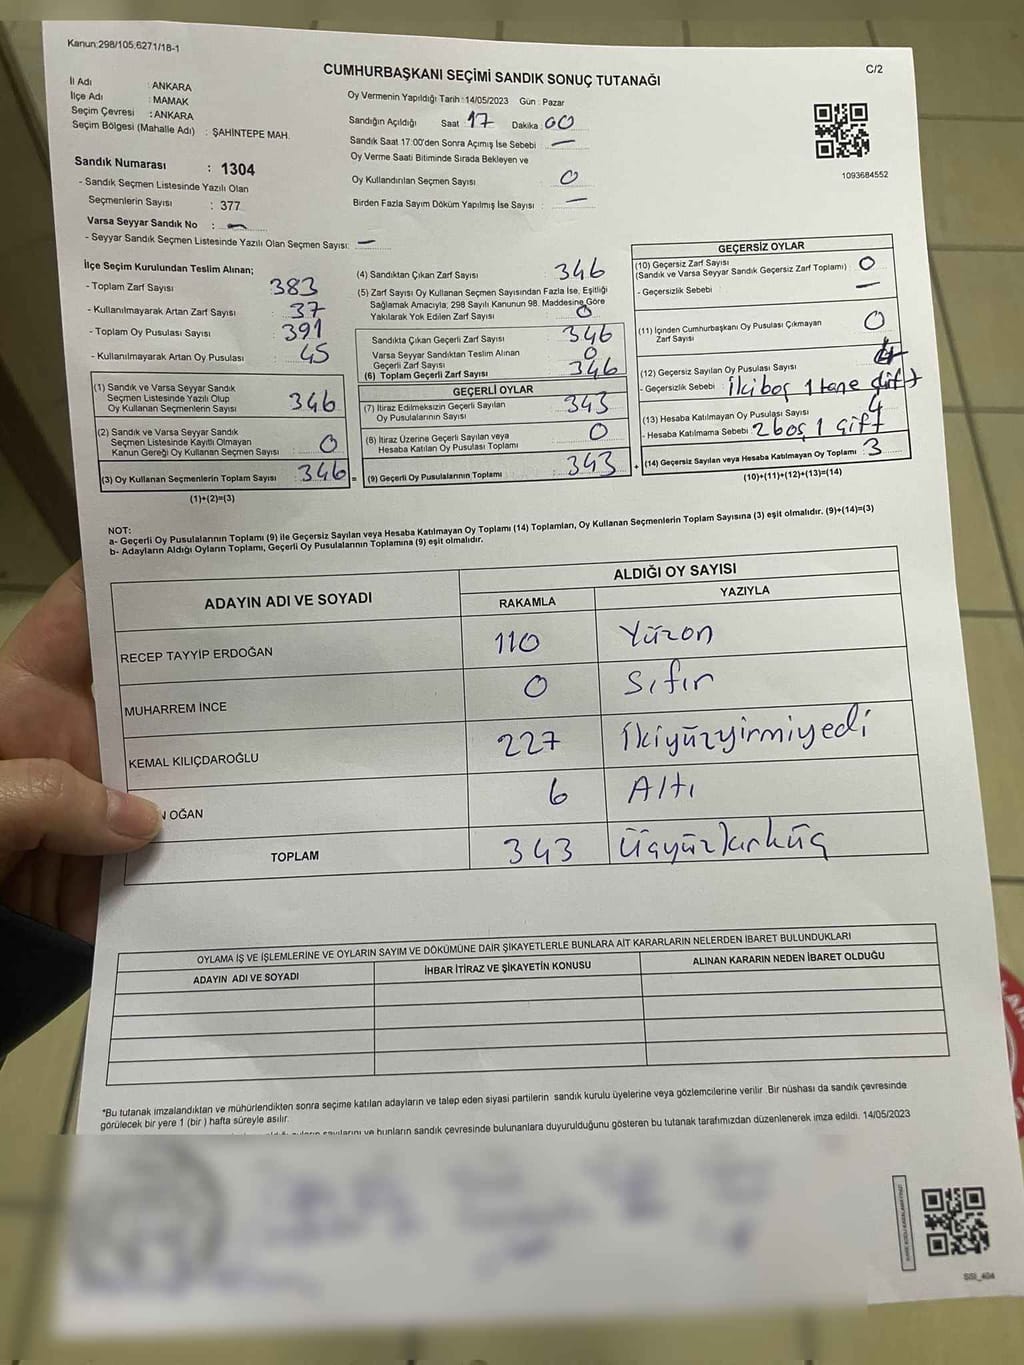 Kanun:298/105,6271/18-1
C/2
CUMHURBAŞKANI SEÇİMİ SANDIK SONUÇ TUTANAĞI
İl Adı : ANKARA
İlçe Adı : MAMAK
Seçim Çevresi : ANKARA
Seçim Bölgesi (Mahalle Adı) : ŞAHİNTEPE MAH.
Oy Vermenin Yapıldığı Tarih :14/05/2023 Gün : Pazar
Sandığın Açıldığı Saat 17 Dakika : 00
Sandık Saat 17:00'den Sonra Açımış İse Sebebi : —
Oy Verme Saati Bitiminde Sırada Bekleyen ve
Oy Kullandırılan Seçmen Sayısı : 0
Birden Fazla Sayım Döküm Yapılmış İse Sayısı : —
1093684552
Sandık Numarası : 1304
- Sandık Seçmen Listesinde Yazılı Olan
Seçmenlerin Sayısı : 377
Varsa Seyyar Sandık No : —
- Seyyar Sandık Seçmen Listesinde Yazılı Olan Seçmen Sayısı: —
İlçe Seçim Kurulundan Teslim Alınan;
- Toplam Zarf Sayısı : 383
- Kullanılmayarak Artan Zarf Sayısı : 37
- Toplam Oy Pusulası Sayısı : 391
- Kullanılmayarak Artan Oy Pusulası : 45
(1) Sandık ve Varsa Seyyar Sandık
Seçmen Listesinde Yazılı Olup
Oy Kullanan Seçmenlerin Sayısı : 346
(2) Sandık ve Varsa Seyyar Sandık
Seçmen Listesinde Kayıtlı Olmayan
Kanun Gereği Oy Kullanan Seçmen Sayısı : 0
(3) Oy Kullanan Seçmenlerin Toplam Sayısı : 346 =
(1)+(2)=(3)
(4) Sandıktan Çıkan Zarf Sayısı : 346
(5) Zarf Sayısı Oy Kullanan Seçmen Sayısından Fazla İse, Eşitliği
Sağlamak Amacıyla; 298 Sayılı Kanunun 98. Maddesine Göre
Yakılarak Yok Edilen Zarf Sayısı : 0
Sandıkta Çıkan Geçerli Zarf Sayısı : 346
Varsa Seyyar Sandıktan Teslim Alınan
Geçerli Zarf Sayısı : 0
(6) Toplam Geçerli Zarf Sayısı : 346
GEÇERLİ OYLAR
(7) İtiraz Edilmeksizin Geçerli Sayılan
Oy Pusulalarının Sayısı : 343
(8) İtiraz Üzerine Geçerli Sayılan veya
Hesaba Katılan Oy Pusulası Toplamı : 0
(9) Geçerli Oy Pusulalarının Toplamı : 343 +
GEÇERSİZ OYLAR
(10) Geçersiz Zarf Sayısı
(Sandık ve Varsa Seyyar Sandık Geçersiz Zarf Toplamı) : 0
- Geçersizlik Sebebi : —
(11) İçinden Cumhurbaşkanı Oy Pusulası Çıkmayan
Zarf Sayısı : 0
(12) Geçersiz Sayılan Oy Pusulası Sayısı :
- Geçersizlik Sebebi : İki boş 1 tane çift
(13) Hesaba Katılmayan Oy Pusulası Sayısı : 4
- Hesaba Katılmama Sebebi : 2 boş 1 çift
(14) Geçersiz Sayılan veya Hesaba Katılmayan Oy Toplamı : 3
(10)+(11)+(12)+(13)=(14)
NOT:
a- Geçerli Oy Pusulalarının Toplamı (9) ile Geçersiz Sayılan veya Hesaba Katılmayan Oy Toplamı (14) Toplamları, Oy Kullanan Seçmenlerin Toplam Sayısına (3) eşit olmalıdır. (9)+(14)=(3)
b- Adayların Aldığı Oyların Toplamı, Geçerli Oy Pusulalarının Toplamına (9) eşit olmalıdır.
ADAYIN ADI VE SOYADI
ALDIĞI OY SAYISI
RAKAMLA YAZIYLA
RECEP TAYYİP ERDOĞAN 110 Yüzon
MUHARREM İNCE 0 Sıfır
KEMAL KILIÇDAROĞLU 227 İkiyüzyirmiyedi
OĞAN 6 Altı
TOPLAM 343 üçyüzkırküç
OYLAMA İŞ VE İŞLEMLERİNE VE OYLARIN SAYIM VE DÖKÜMÜNE DAİR ŞİKAYETLERLE BUNLARA AİT KARARLARIN NELERDEN İBARET BULUNDUKLARI
ADAYIN ADI VE SOYADI İHBAR İTİRAZ VE ŞİKAYETİN KONUSU ALINAN KARARIN NEDEN İBARET OLDUĞU
*Bu tutanak imzalandıktan ve mühürlendikten sonra seçime katılan adayların ve talep eden siyasi partilerin sandık kurulu üyelerine veya gözlemcilerine verilir. Bir nüshası da sandık çevresinde
görülecek bir yere 1 (bir ) hafta süreyle asılır.
ve bunların sandık çevresinde bulunanlara duyurulduğunu gösteren bu tutanak tarafımızdan düzenlenerek imza edildi. 14/05/2023
SSI_404